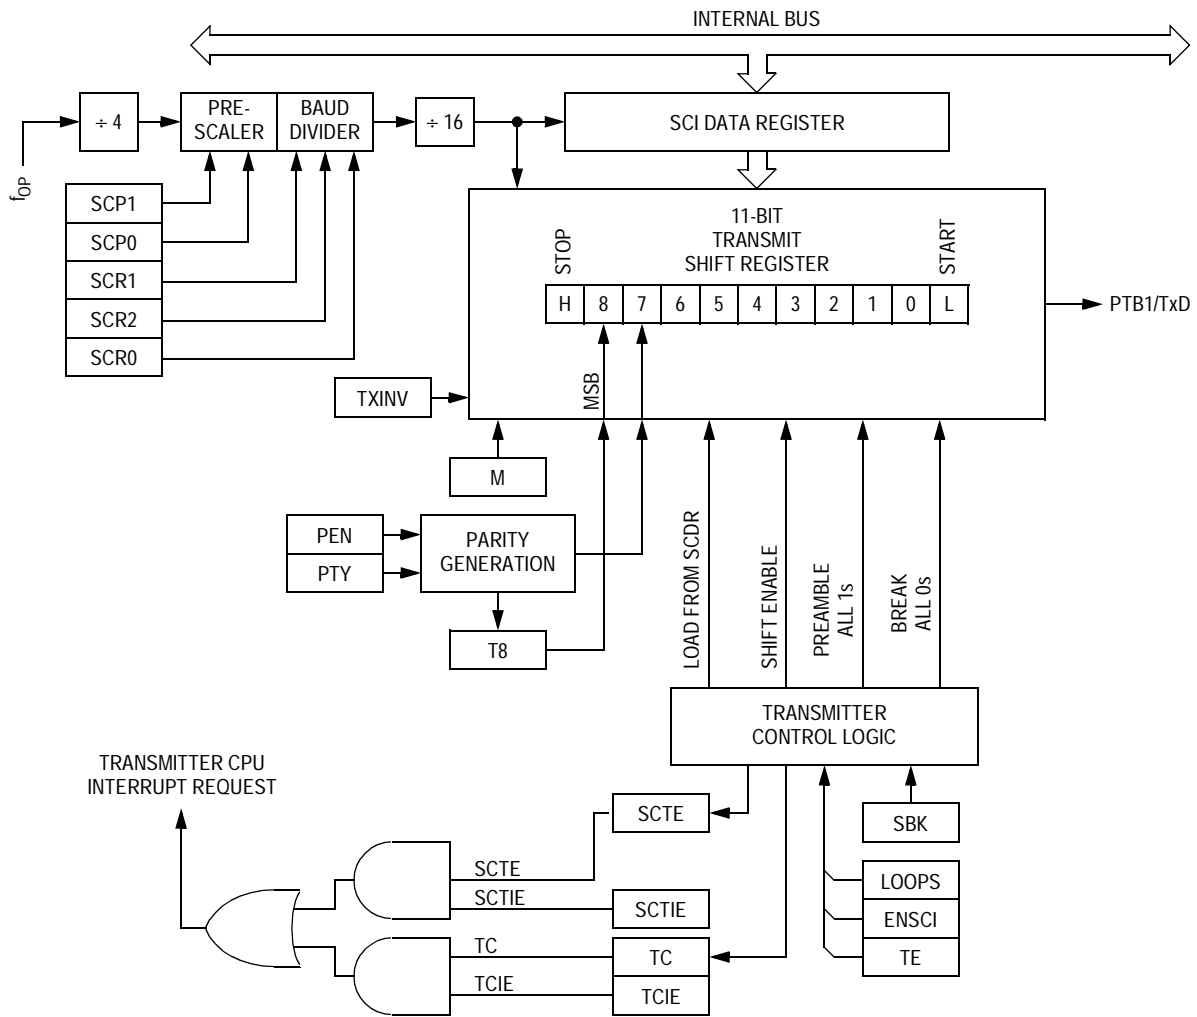 INTERNAL BUS
÷ 4
PRE-
SCALER
BAUD
DIVIDER
÷ 16
SCI DATA REGISTER
fOP
SCP1
SCP0
SCR1
SCR2
SCR0
11-BIT
TRANSMIT
SHIFT REGISTER
STOP
START
H 8 7 6 5 4 3 2 1 0 L
PTB1/TxD
MSB
TXINV
M
PEN
PTY
PARITY
GENERATION
T8
LOAD FROM SCDR
SHIFT ENABLE
PREAMBLE
ALL 1s
BREAK
ALL 0s
TRANSMITTER
CONTROL LOGIC
TRANSMITTER CPU
INTERRUPT REQUEST
SCTE
SBK
SCTE
SCTIE
SCTIE
LOOPS
ENSCI
TE
TC
TC
TCIE
TCIE